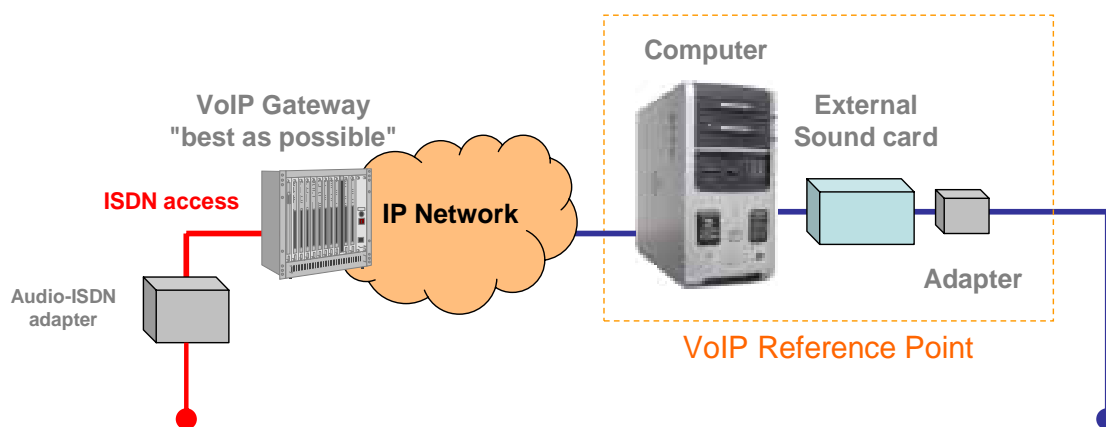 Computer
VoIP Gateway
"best as possible"
External
Sound card
ISDN access
IP Network
Audio-ISDN
adapter
Adapter
VoIP Reference Point